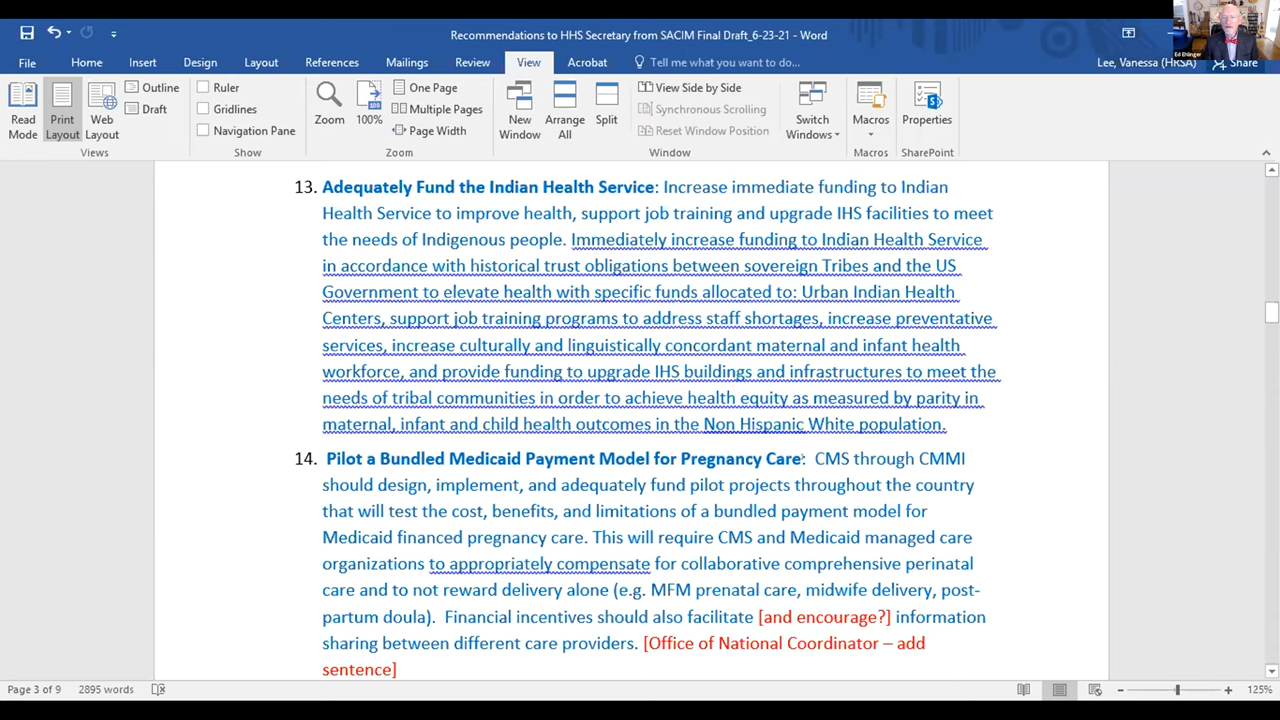 Recommendations to HHS Secretary from SACIM Final Draft_6-23-21 - Word
Ed Ehlinger
File Home Insert Design Layout References Mailings Review View Acrobat Tell me what you want to do... Lee, Vanessa (HRSA) Share
Read Mode
Print Layout
Web Layout
Outline
Draft
Views
Ruler
Gridlines
Navigation Pane
Show
Zoom
100%
One Page
Multiple Pages
Page Width
Zoom
New Window
Arrange All
Split
View Side by Side
Synchronous Scrolling
Reset Window Position
Switch Windows
Window
Macros
Macros
Properties
SharePoint
13. Adequately Fund the Indian Health Service: Increase immediate funding to Indian
Health Service to improve health, support job training and upgrade IHS facilities to meet
the needs of Indigenous people. Immediately increase funding to Indian Health Service
in accordance with historical trust obligations between sovereign Tribes and the US
Government to elevate health with specific funds allocated to: Urban Indian Health
Centers, support job training programs to address staff shortages, increase preventative
services, increase culturally and linguistically concordant maternal and infant health
workforce, and provide funding to upgrade IHS buildings and infrastructures to meet the
needs of tribal communities in order to achieve health equity as measured by parity in
maternal, infant and child health outcomes in the Non Hispanic White population.
14. Pilot a Bundled Medicaid Payment Model for Pregnancy Care: CMS through CMMI
should design, implement, and adequately fund pilot projects throughout the country
that will test the cost, benefits, and limitations of a bundled payment model for
Medicaid financed pregnancy care. This will require CMS and Medicaid managed care
organizations to appropriately compensate for collaborative comprehensive perinatal
care and to not reward delivery alone (e.g. MFM prenatal care, midwife delivery, post-
partum doula). Financial incentives should also facilitate [and encourage?] information
sharing between different care providers. [Office of National Coordinator – add
sentence]
Page 3 of 9 2895 words 125%